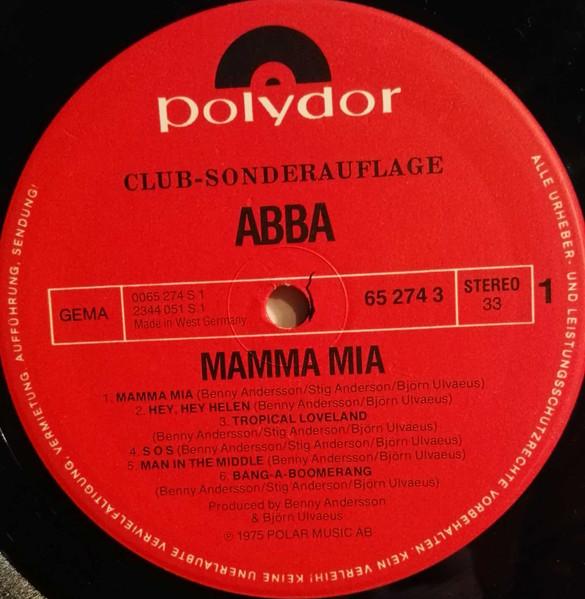 polydor
CLUB-SONDERAUFLAGE
ABBA
GEMA
0065 274 S 1
2344 051 S.1
Made in West Germany
65 274 3
STEREO
33
1
MAMMA MIA
1. MAMMA MIA (Benny Andersson/Stig Anderson/Björn Ulvaeus)
2. HEY, HEY HELEN (Benny Andersson/Björn Ulvaeus)
3. TROPICAL LOVELAND
(Benny Andersson/Stig Anderson/Björn Ulvaeus)
4. S O S (Benny Andersson/Stig Anderson/Björn Ulvaeus)
5. MAN IN THE MIDDLE (Benny Andersson/Björn Ulvaeus)
6. BANG-A-BOOMERANG
(Benny Andersson/Stig Anderson/Björn Ulvaeus)
Produced by Benny Andersson
& Björn Ulvaeus
℗ 1975 POLAR MUSIC AB
ALLE URHEBER- UND LEISTUNGSSCHUTZRECHTE VORBEHALTEN. KEIN VERLEIH! KEINE UNERLAUBTE VERVIELFÄLTIGUNG, VERMIETUNG, AUFFÜHRUNG, SENDUNG!